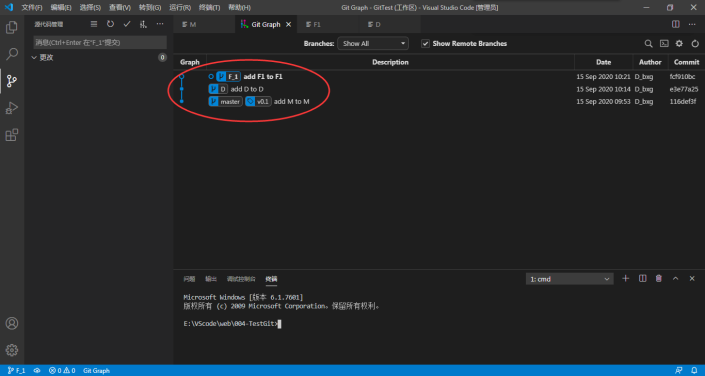 文件(F) 编辑(E) 选择(S) 查看(V) 转到(G) 运行(R) 终端(T) 帮助(H) Git Graph - GitTest (工作区) - Visual Studio Code [管理员]
源代码管理
M Git Graph F1 D
消息(Ctrl+Enter 在"F_1"提交)
更改 0
Branches: Show All Show Remote Branches
Graph Description Date Author Commit
F_1 add F1 to F1 15 Sep 2020 10:21 D_bxg fcf910bc
D add D to D 15 Sep 2020 10:14 D_bxg e3e77a25
master v0.1 add M to M 15 Sep 2020 09:53 D_bxg 116def3f
问题 输出 调试控制台 终端 1: cmd
Microsoft Windows [版本 6.1.7601]
版权所有 (c) 2009 Microsoft Corporation。保留所有权利。
E:\VScode\web\004-TestGit>
F_1 0 0 Git Graph